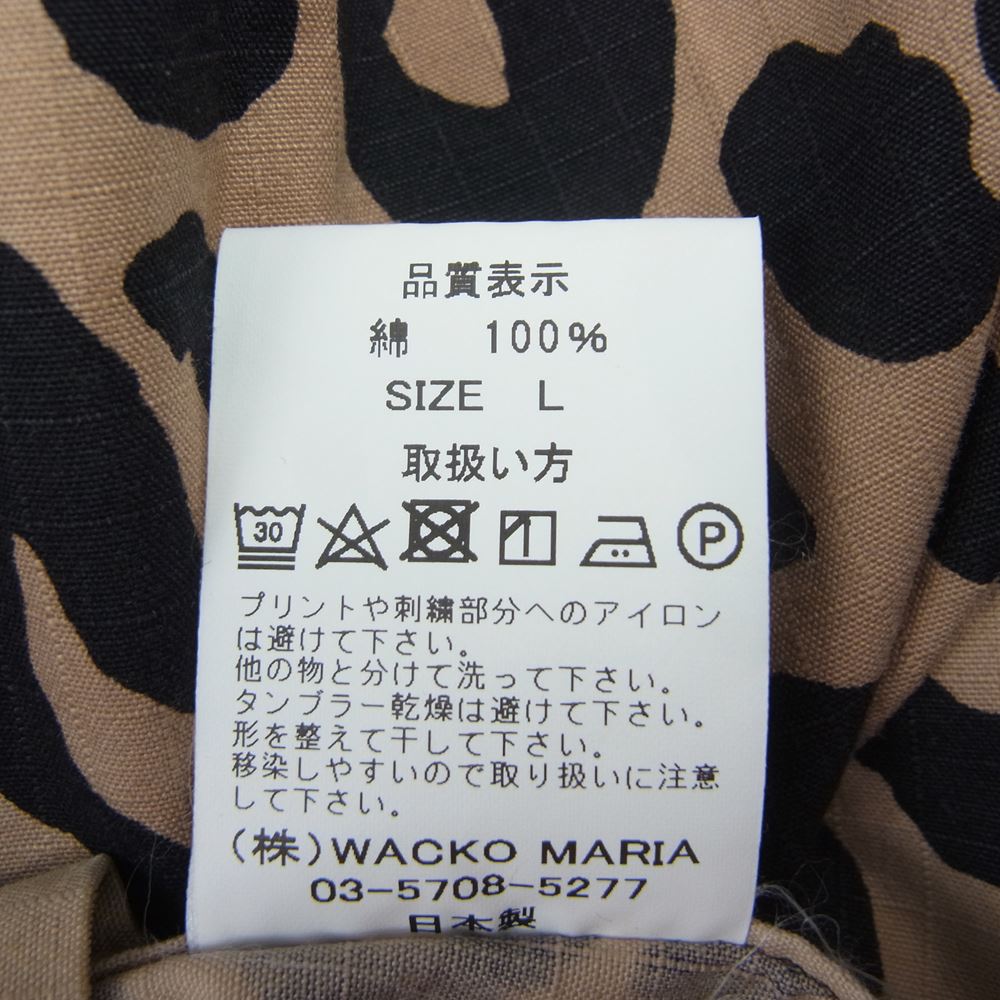 品質表示
綿 100%
SIZE L
取扱い方
30 P
プリントや刺繍部分へのアイロン
は避けて下さい。
他の物と分けて洗って下さい。
タンブラー乾燥は避けて下さい。
形を整えて干して下さい。
移染しやすいので取り扱いに注意
して下さい。
(株)WACKO MARIA
03-5708-5277
日本製